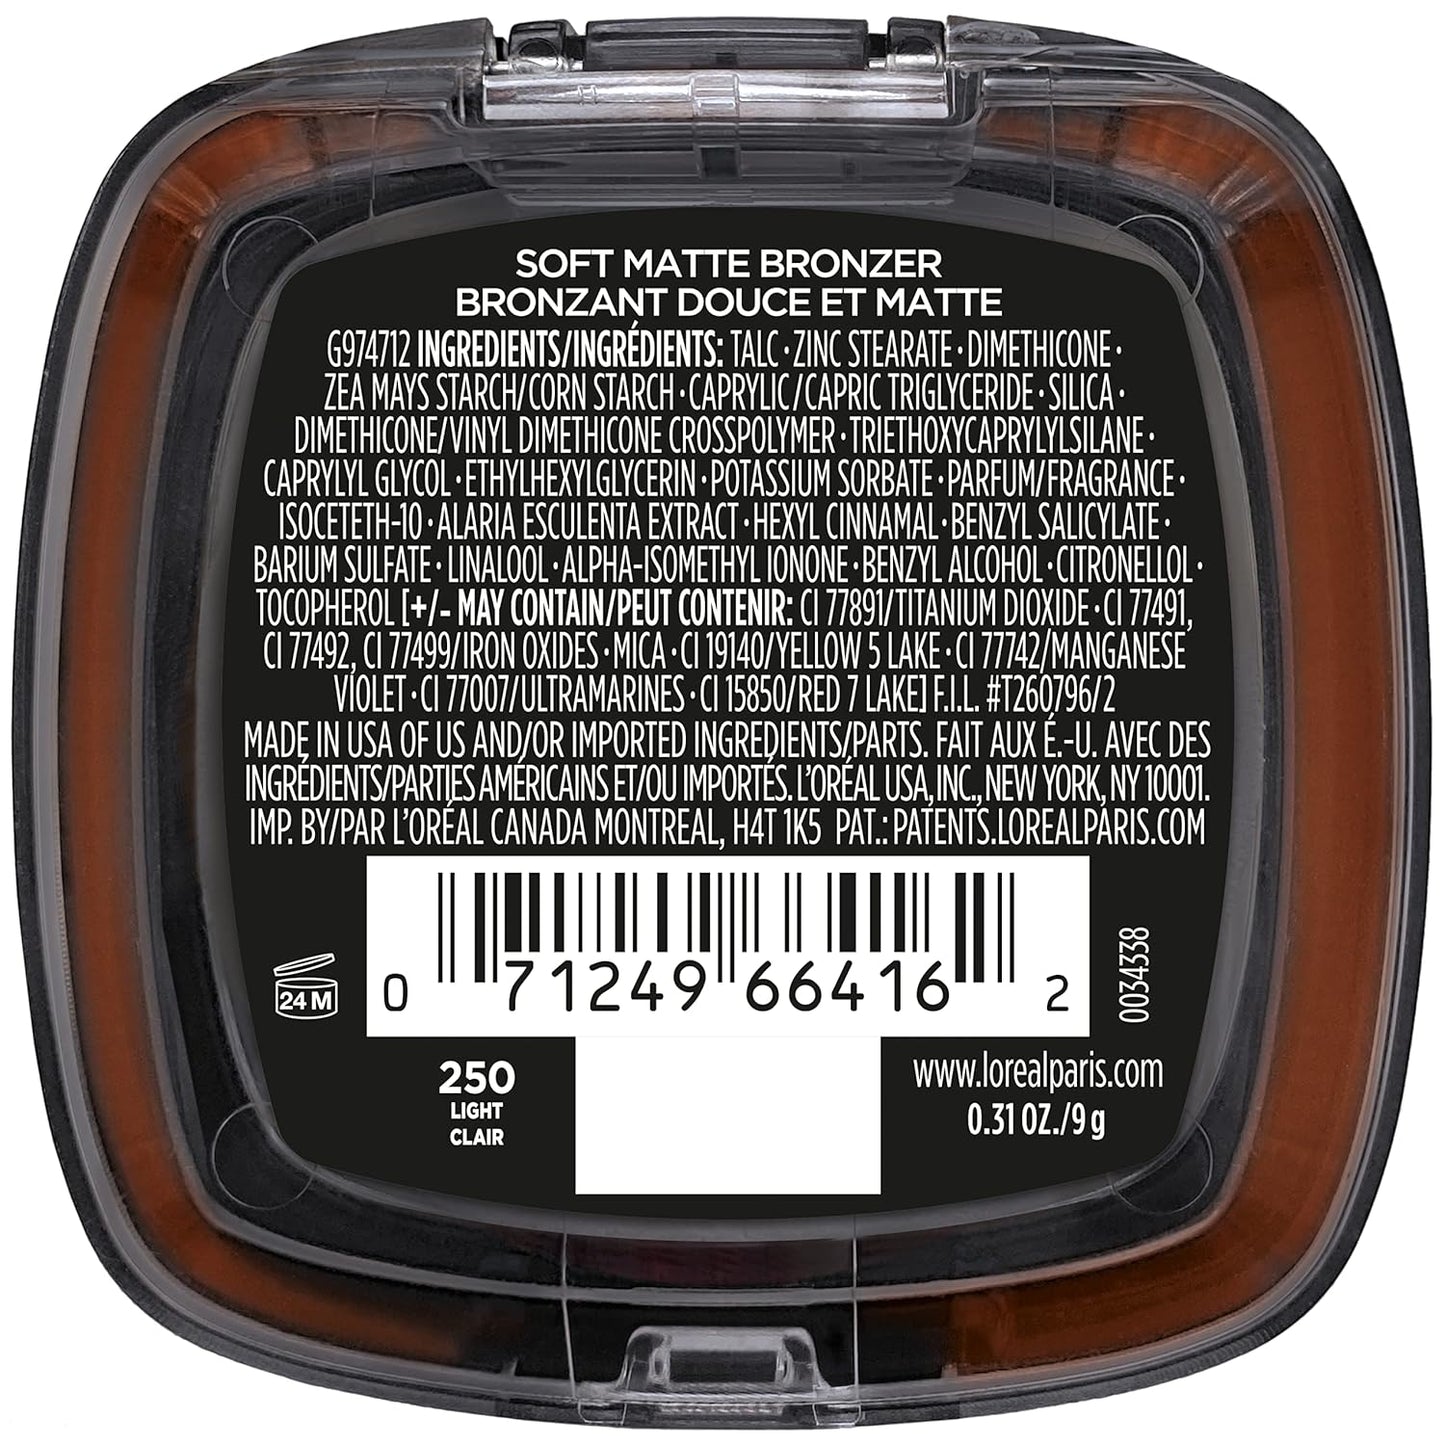 SOFT MATTE BRONZER
BRONZANT DOUCE ET MATTE
G974712 INGREDIENTS/INGRÉDIENTS: TALC • ZINC STEARATE • DIMETHICONE •
ZEA MAYS STARCH/CORN STARCH • CAPRYLIC/CAPRIC TRIGLYCERIDE • SILICA •
DIMETHICONE/VINYL DIMETHICONE CROSSPOLYMER • TRIETHOXYCAPRYLYLSILANE •
CAPRYLYL GLYCOL • ETHYLHEXYLGLYCERIN • POTASSIUM SORBATE • PARFUM/FRAGRANCE •
ISOCETETH-10 • ALARIA ESCULENTA EXTRACT • HEXYL CINNAMAL • BENZYL SALICYLATE •
BARIUM SULFATE • LINALOOL • ALPHA-ISOMETHYL IONONE • BENZYL ALCOHOL • CITRONELLOL •
TOCOPHEROL [+/- MAY CONTAIN/PEUT CONTENIR: CI 77891/TITANIUM DIOXIDE • CI 77491,
CI 77492, CI 77499/IRON OXIDES • MICA • CI 19140/YELLOW 5 LAKE • CI 77742/MANGANESE
VIOLET • CI 77007/ULTRAMARINES • CI 15850/RED 7 LAKE] F.I.L. #T260796/2
MADE IN USA OF US AND/OR IMPORTED INGREDIENTS/PARTS. FAIT AUX É.-U. AVEC DES
INGRÉDIENTS/PARTIES AMÉRICAINS ET/OU IMPORTÉS. L'ORÉAL USA, INC., NEW YORK, NY 10001.
IMP. BY/PAR L'ORÉAL CANADA MONTREAL, H4T 1K5 PAT.: PATENTS.LOREALPARIS.COM
24 M
0 71249 66416 2
0034338
250
LIGHT
CLAIR
www.lorealparis.com
0.31 OZ./9 g